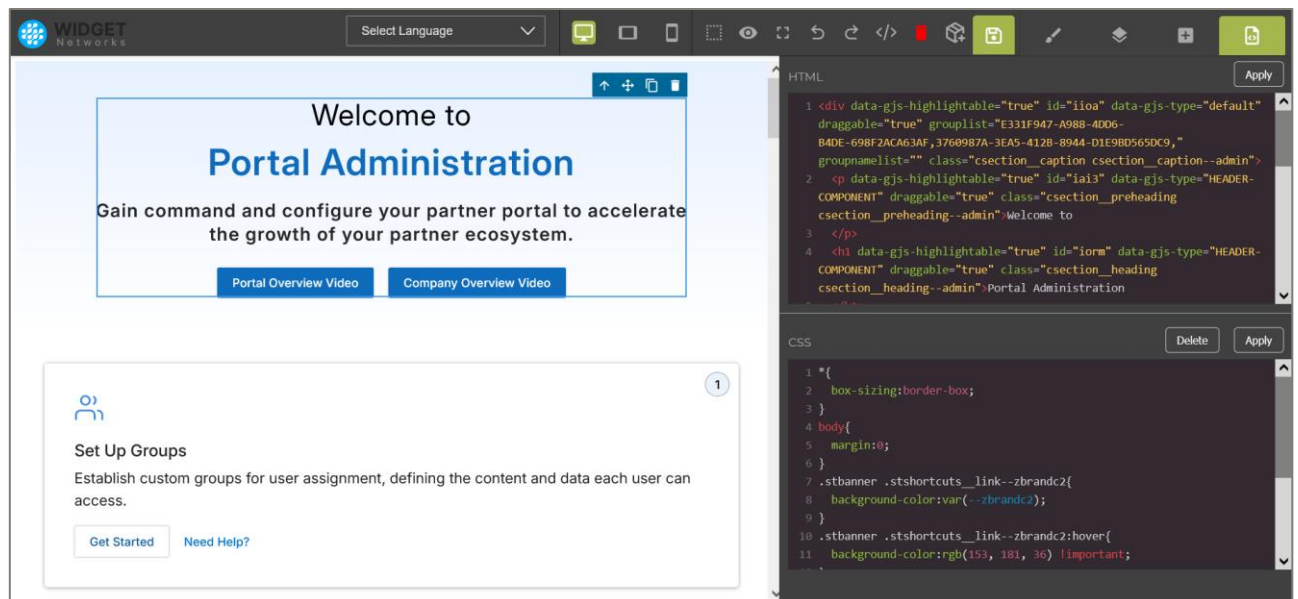 WIDGET
Networks
Select Language
Welcome to
Portal Administration
Gain command and configure your partner portal to accelerate
the growth of your partner ecosystem.
Portal Overview Video
Company Overview Video
1
Set Up Groups
Establish custom groups for user assignment, defining the content and data each user can
access.
Get Started
Need Help?
HTML
Apply
1 <div data-gjs-highlightable="true" id="iioa" data-gjs-type="default"
draggable="true" grouplist="E331F947-A988-4DD6-
B4DE-698F2ACA63AF,3760987A-3EA5-412B-8944-D1E9BD565DC9,"
groupnamelist="" class="csection__caption csection__caption--admin">
2 <p data-gjs-highlightable="true" id="iai3" data-gjs-type="HEADER-
COMPONENT" draggable="true" class="csection__preheading
csection__preheading--admin">Welcome to
3 </p>
4 <h1 data-gjs-highlightable="true" id="iorm" data-gjs-type="HEADER-
COMPONENT" draggable="true" class="csection__heading
csection__heading--admin">Portal Administration
CSS
Delete
Apply
1 *{
2 box-sizing:border-box;
3 }
4 body{
5 margin:0;
6 }
7 .stbanner .stshortcuts__link--zbrandc2{
8 background-color:var(--zbrandc2);
9 }
10 .stbanner .stshortcuts__link--zbrandc2:hover{
11 background-color:rgb(153, 181, 36) !important;